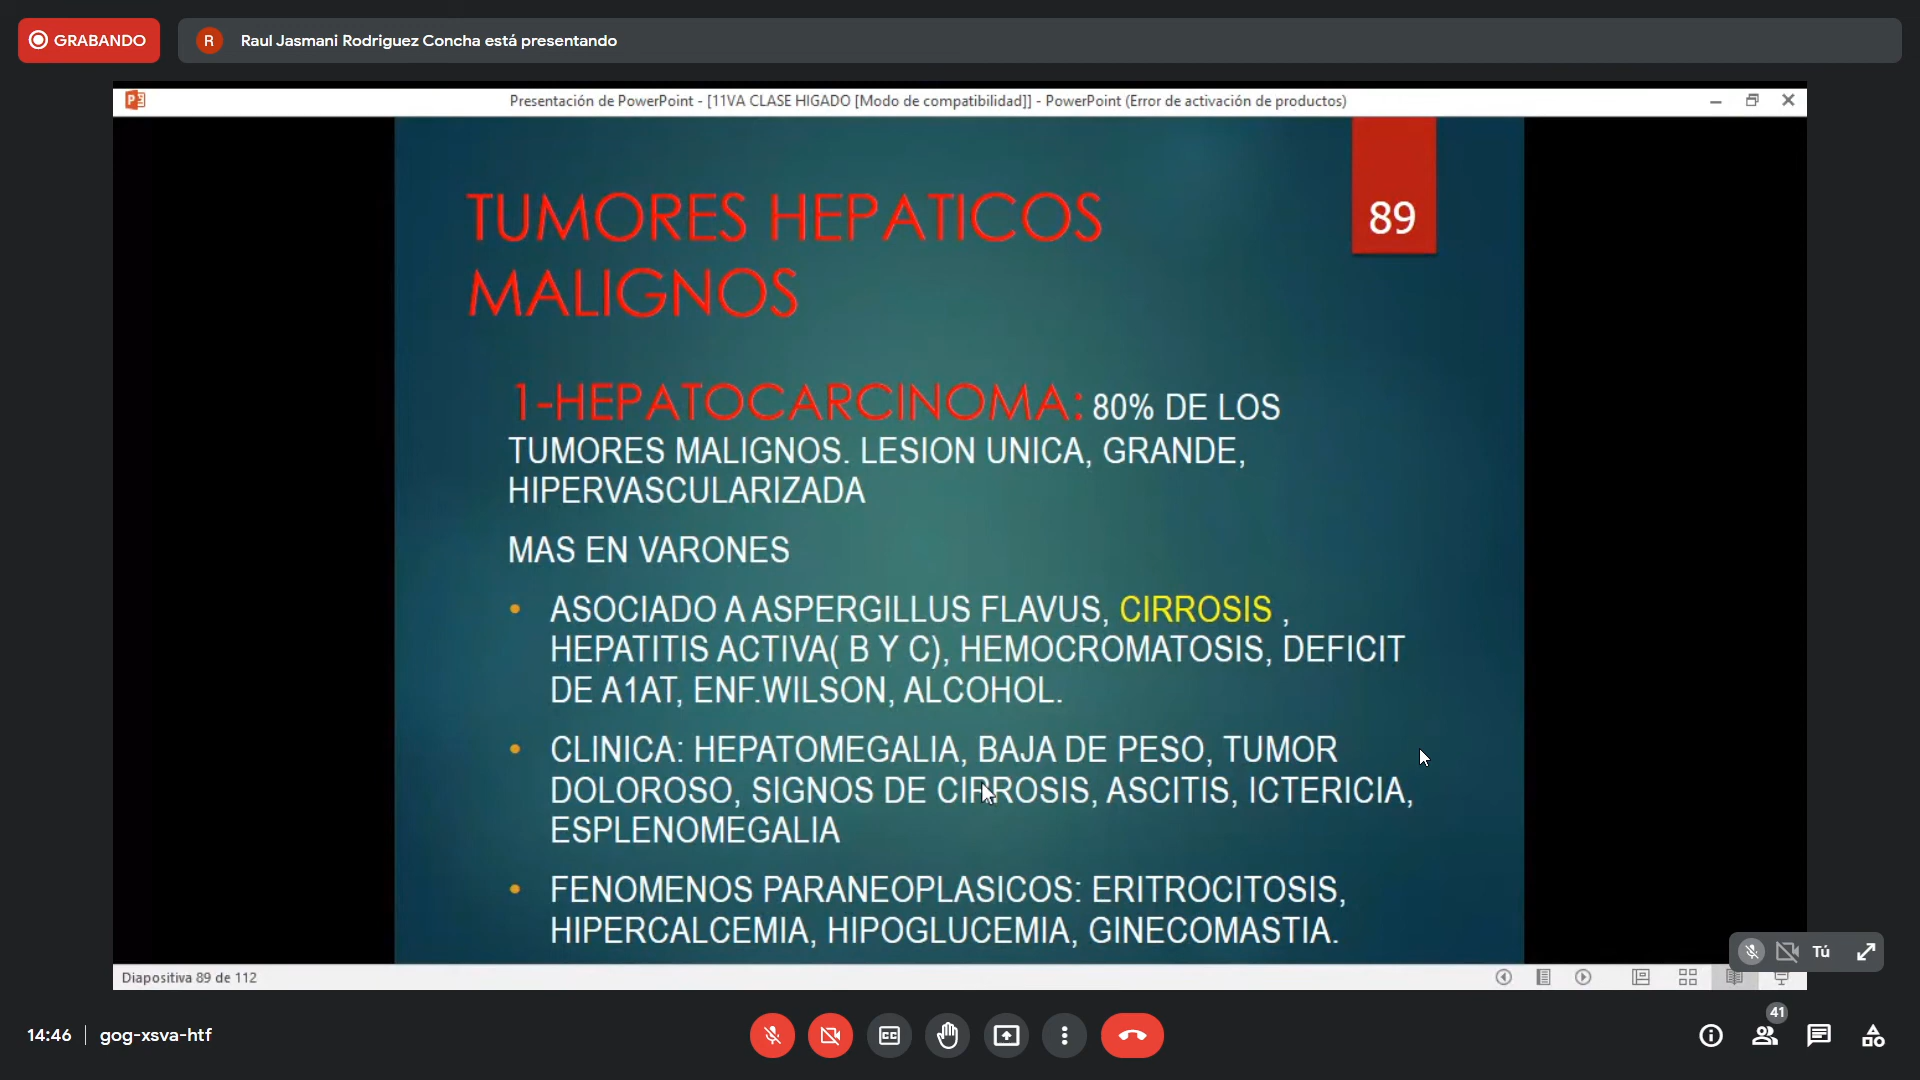 GRABANDO
R
Raul Jasmani Rodriguez Concha está presentando
Presentación de PowerPoint - [11VA CLASE HIGADO [Modo de compatibilidad]] - PowerPoint (Error de activación de productos)
89
TUMORES HEPATICOS
MALIGNOS
1-HEPATOCARCINOMA: 80% DE LOS
TUMORES MALIGNOS. LESION UNICA, GRANDE,
HIPERVASCULARIZADA
MAS EN VARONES
• ASOCIADO A ASPERGILLUS FLAVUS, CIRROSIS ,
HEPATITIS ACTIVA( B Y C), HEMOCROMATOSIS, DEFICIT
DE A1AT, ENF.WILSON, ALCOHOL.
• CLINICA: HEPATOMEGALIA, BAJA DE PESO, TUMOR
DOLOROSO, SIGNOS DE CIRROSIS, ASCITIS, ICTERICIA,
ESPLENOMEGALIA
• FENOMENOS PARANEOPLASICOS: ERITROCITOSIS,
HIPERCALCEMIA, HIPOGLUCEMIA, GINECOMASTIA.
Tú
Diapositiva 89 de 112
14:46
gog-xsva-htf
41